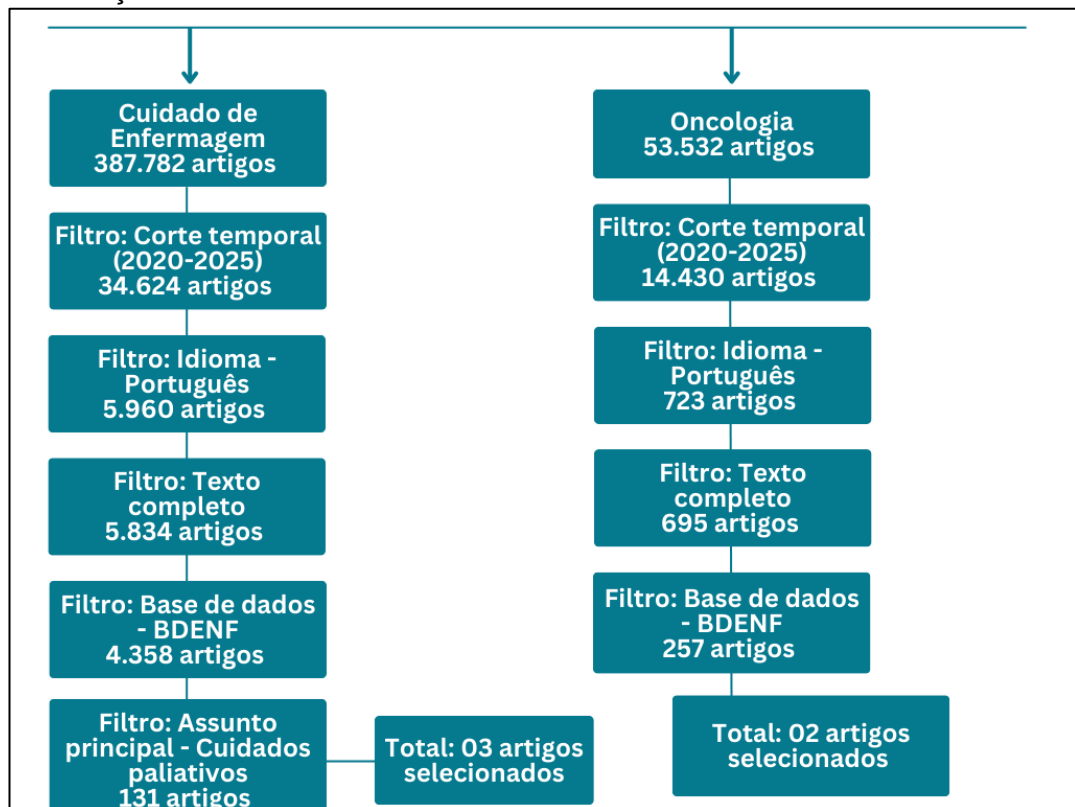 Cuidado de
Enfermagem
387.782 artigos
Filtro: Corte temporal
(2020-2025)
34.624 artigos
Filtro: Idioma -
Português
5.960 artigos
Filtro: Texto
completo
5.834 artigos
Filtro: Base de dados
- BDENF
4.358 artigos
Filtro: Assunto
principal - Cuidados
paliativos
131 artigos
Total: 03 artigos
selecionados
Oncologia
53.532 artigos
Filtro: Corte temporal
(2020-2025)
14.430 artigos
Filtro: Idioma -
Português
723 artigos
Filtro: Texto
completo
695 artigos
Filtro: Base de dados
- BDENF
257 artigos
Total: 02 artigos
selecionados